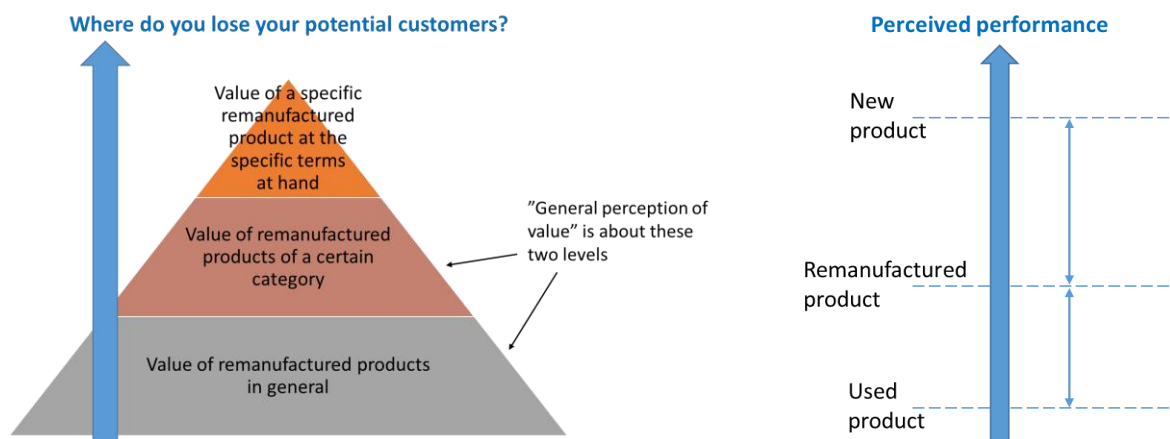 Where do you lose your potential customers?
Value of a specific
remanufactured
product at the
specific terms
at hand
Value of remanufactured
products of a certain
category
Value of remanufactured products
in general
”General perception of
value” is about these
two levels
Perceived performance
New
product
Remanufactured
product
Used
product